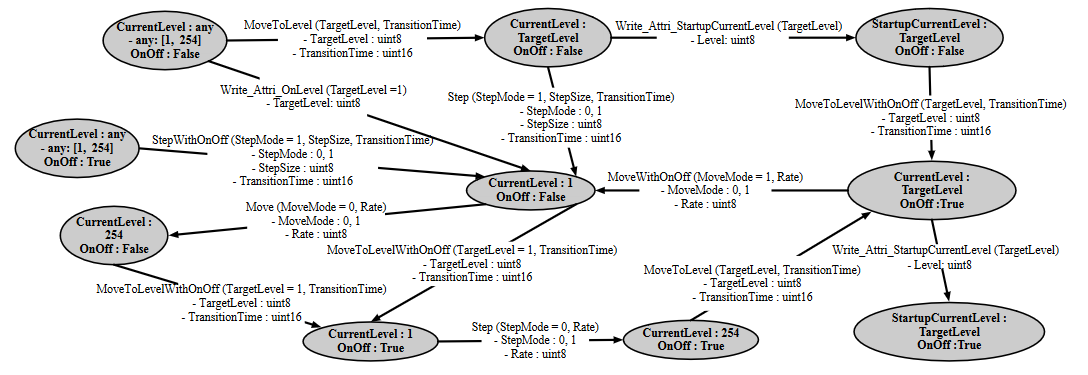 CurrentLevel : any
- any: [1, 254]
OnOff : False
MoveToLevel (TargetLevel, TransitionTime)
- TargetLevel : uint8
- TransitionTime : uint16
CurrentLevel :
TargetLevel
OnOff : False
Write_Attri_StartupCurrentLevel (TargetLevel)
- Level: uint8
StartupCurrentLevel :
TargetLevel
OnOff : False
Write_Attri_OnLevel (TargetLevel =1)
- TargetLevel: uint8
Step (StepMode = 1, StepSize, TransitionTime)
- StepMode : 0, 1
- StepSize : uint8
- TransitionTime : uint16
MoveToLevelWithOnOff (TargetLevel, TransitionTime)
- TargetLevel : uint8
- TransitionTime : uint16
CurrentLevel : any
- any: [1, 254]
OnOff : True
StepWithOnOff (StepMode = 1, StepSize, TransitionTime)
- StepMode : 0, 1
- StepSize : uint8
- TransitionTime : uint16
CurrentLevel : 1
OnOff : False
MoveWithOnOff (MoveMode = 1, Rate)
- MoveMode : 0, 1
- Rate : uint8
CurrentLevel :
TargetLevel
OnOff :True
CurrentLevel :
254
OnOff : False
Move (MoveMode = 0, Rate)
- MoveMode : 0, 1
- Rate : uint8
MoveToLevelWithOnOff (TargetLevel = 1, TransitionTime)
- TargetLevel : uint8
- TransitionTime : uint16
Write_Attri_StartupCurrentLevel (TargetLevel)
- Level: uint8
MoveToLevelWithOnOff (TargetLevel = 1, TransitionTime)
- TargetLevel : uint8
- TransitionTime : uint16
MoveToLevel (TargetLevel, TransitionTime)
- TargetLevel : uint8
- TransitionTime : uint16
CurrentLevel : 1
OnOff : True
Step (StepMode = 0, Rate)
- StepMode : 0, 1
- Rate : uint8
CurrentLevel : 254
OnOff : True
StartupCurrentLevel :
TargetLevel
OnOff :True